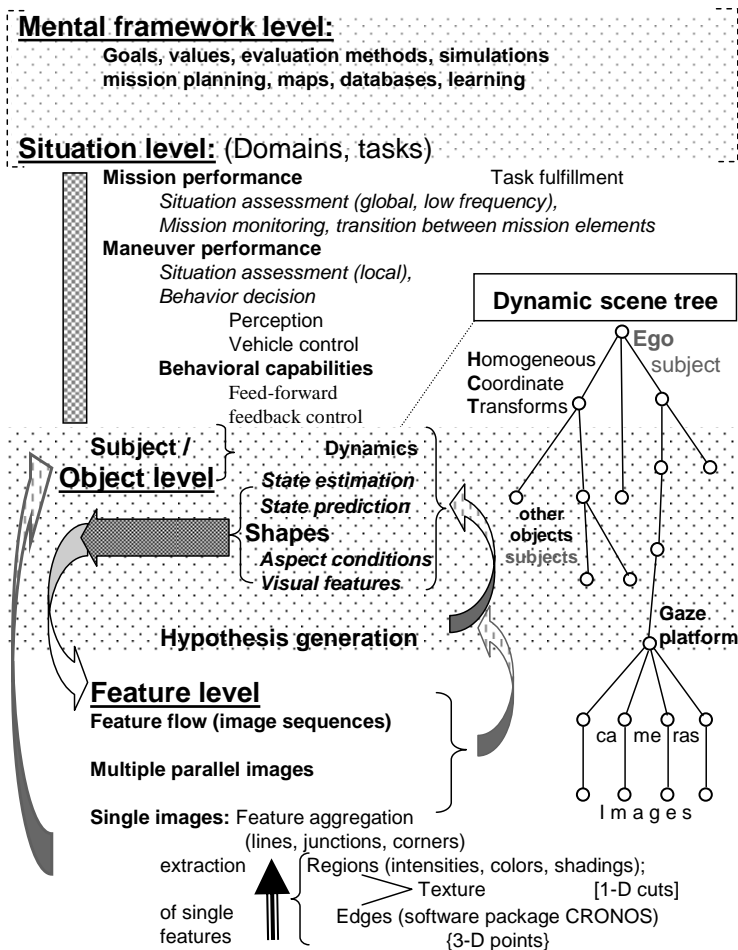 Mental framework level:
Goals, values, evaluation methods, simulations
mission planning, maps, databases, learning
Situation level: (Domains, tasks)
Mission performance Task fulfillment
Situation assessment (global, low frequency),
Mission monitoring, transition between mission elements
Maneuver performance
Situation assessment (local),
Behavior decision
Perception
Vehicle control
Behavioral capabilities
Feed-forward
feedback control
Dynamic scene tree
Ego
subject
Homogeneous
Coordinate
Transforms
Subject /
Object level
Dynamics
State estimation
State prediction
Shapes
Aspect conditions
Visual features
other
objects
subjects
Hypothesis generation
Gaze
platform
Feature level
Feature flow (image sequences)
Multiple parallel images
Single images: Feature aggregation
(lines, junctions, corners)
ca me ras
I m a g e s
extraction
of single
features
Regions (intensities, colors, shadings);
Texture [1-D cuts]
Edges (software package CRONOS)
{3-D points}